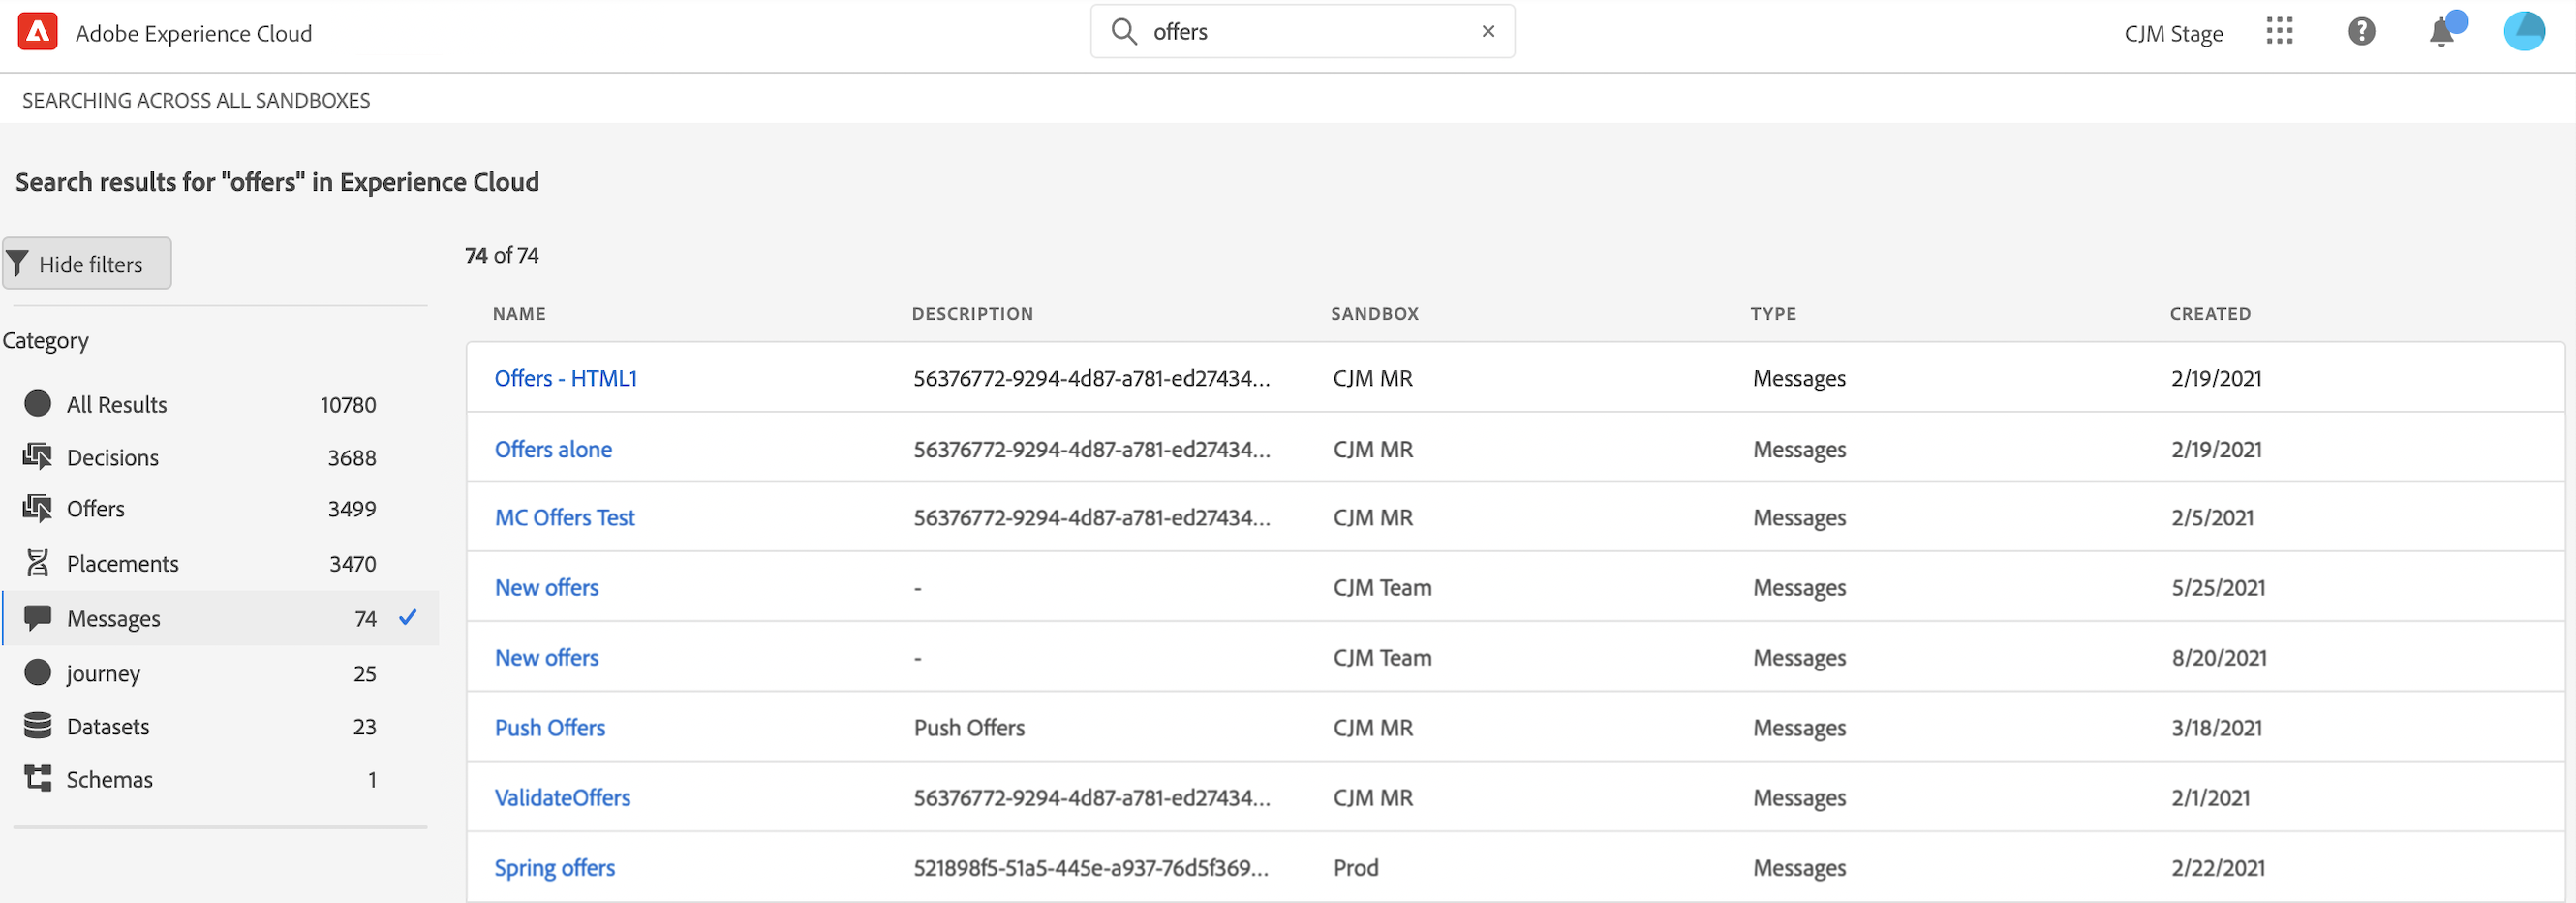 Adobe Experience Cloud
offers
CJM Stage
SEARCHING ACROSS ALL SANDBOXES
Search results for "offers" in Experience Cloud
Hide filters
74 of 74
Category
All Results 10780
Decisions 3688
Offers 3499
Placements 3470
Messages 74
journey 25
Datasets 23
Schemas 1
NAME DESCRIPTION SANDBOX TYPE CREATED
Offers - HTML1 56376772-9294-4d87-a781-ed27434... CJM MR Messages 2/19/2021
Offers alone 56376772-9294-4d87-a781-ed27434... CJM MR Messages 2/19/2021
MC Offers Test 56376772-9294-4d87-a781-ed27434... CJM MR Messages 2/5/2021
New offers - CJM Team Messages 5/25/2021
New offers - CJM Team Messages 8/20/2021
Push Offers Push Offers CJM MR Messages 3/18/2021
ValidateOffers 56376772-9294-4d87-a781-ed27434... CJM MR Messages 2/1/2021
Spring offers 521898f5-51a5-445e-a937-76d5f369... Prod Messages 2/22/2021